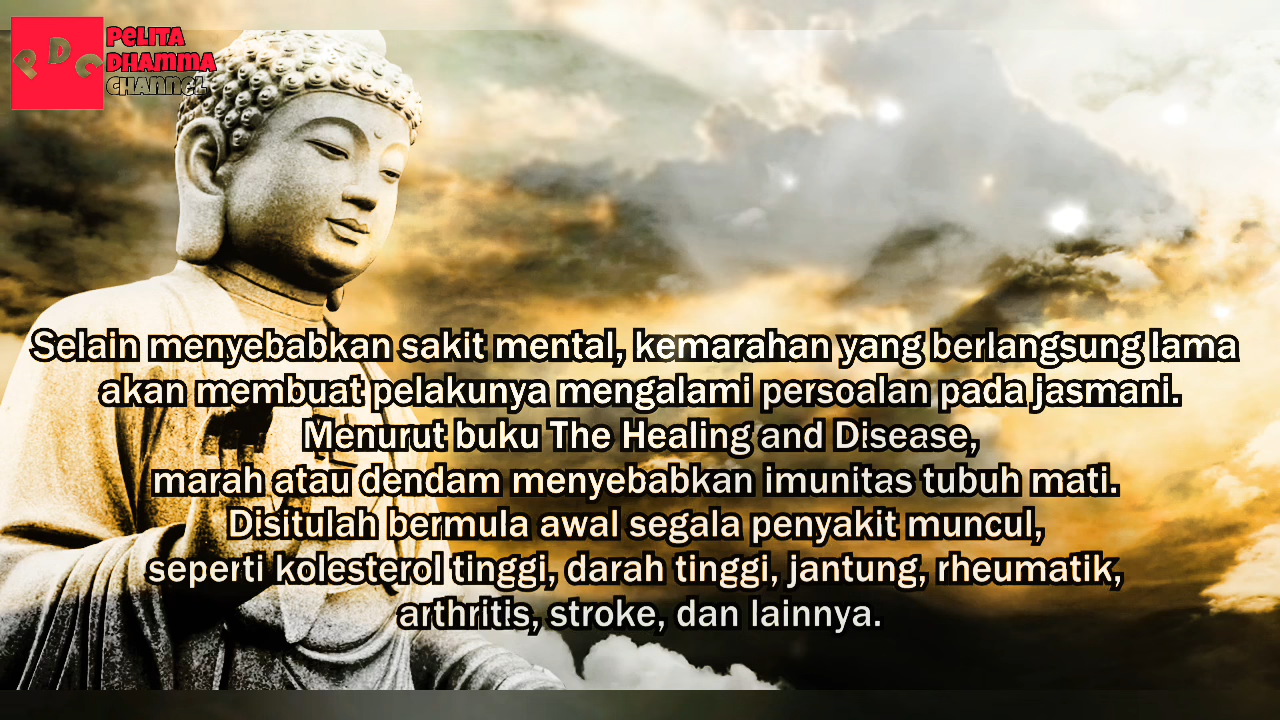 PDC
PELITA
DHAMMA
CHANNEL
Selain menyebabkan sakit mental, kemarahan yang berlangsung lama
akan membuat pelakunya mengalami persoalan pada jasmani.
Menurut buku The Healing and Disease,
marah atau dendam menyebabkan imunitas tubuh mati.
Disitulah bermula awal segala penyakit muncul,
seperti kolesterol tinggi, darah tinggi, jantung, rheumatik,
arthritis, stroke, dan lainnya.